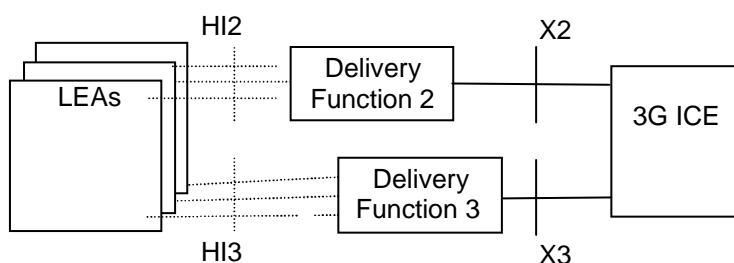 HI2
X2
Delivery
Function 2
LEAs
3G ICE
Delivery
Function 3
HI3
X3